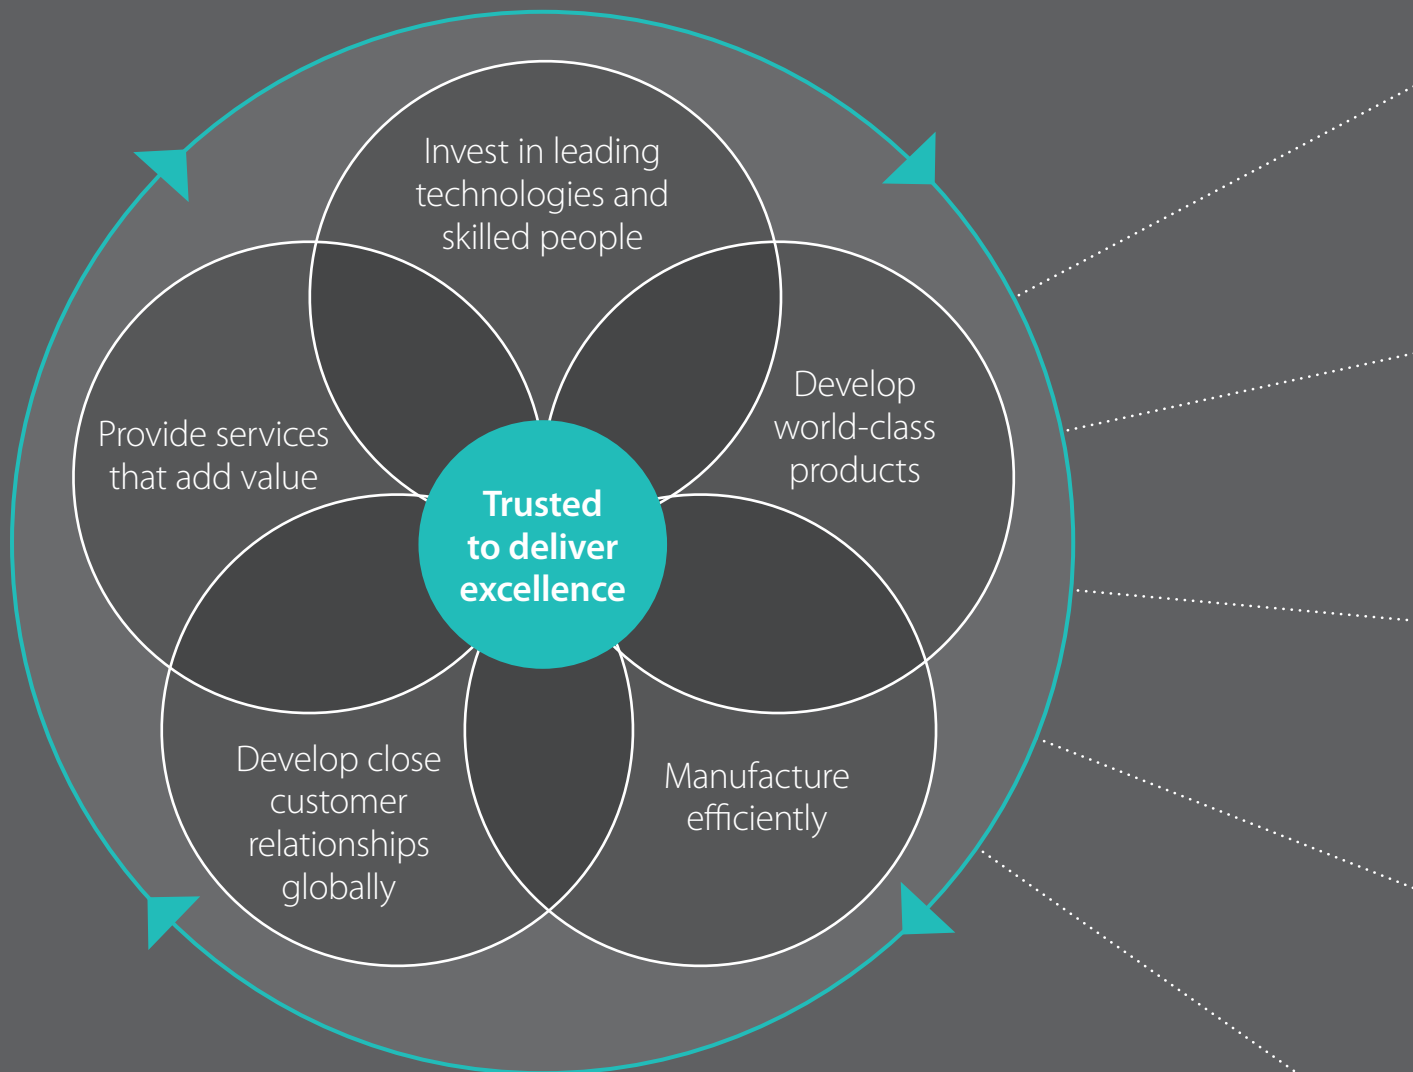 Invest in leading
technologies and
skilled people
Develop
world-class
products
Provide services
that add value
Trusted
to deliver
excellence
Develop close
customer
relationships
globally
Manufacture
efficiently